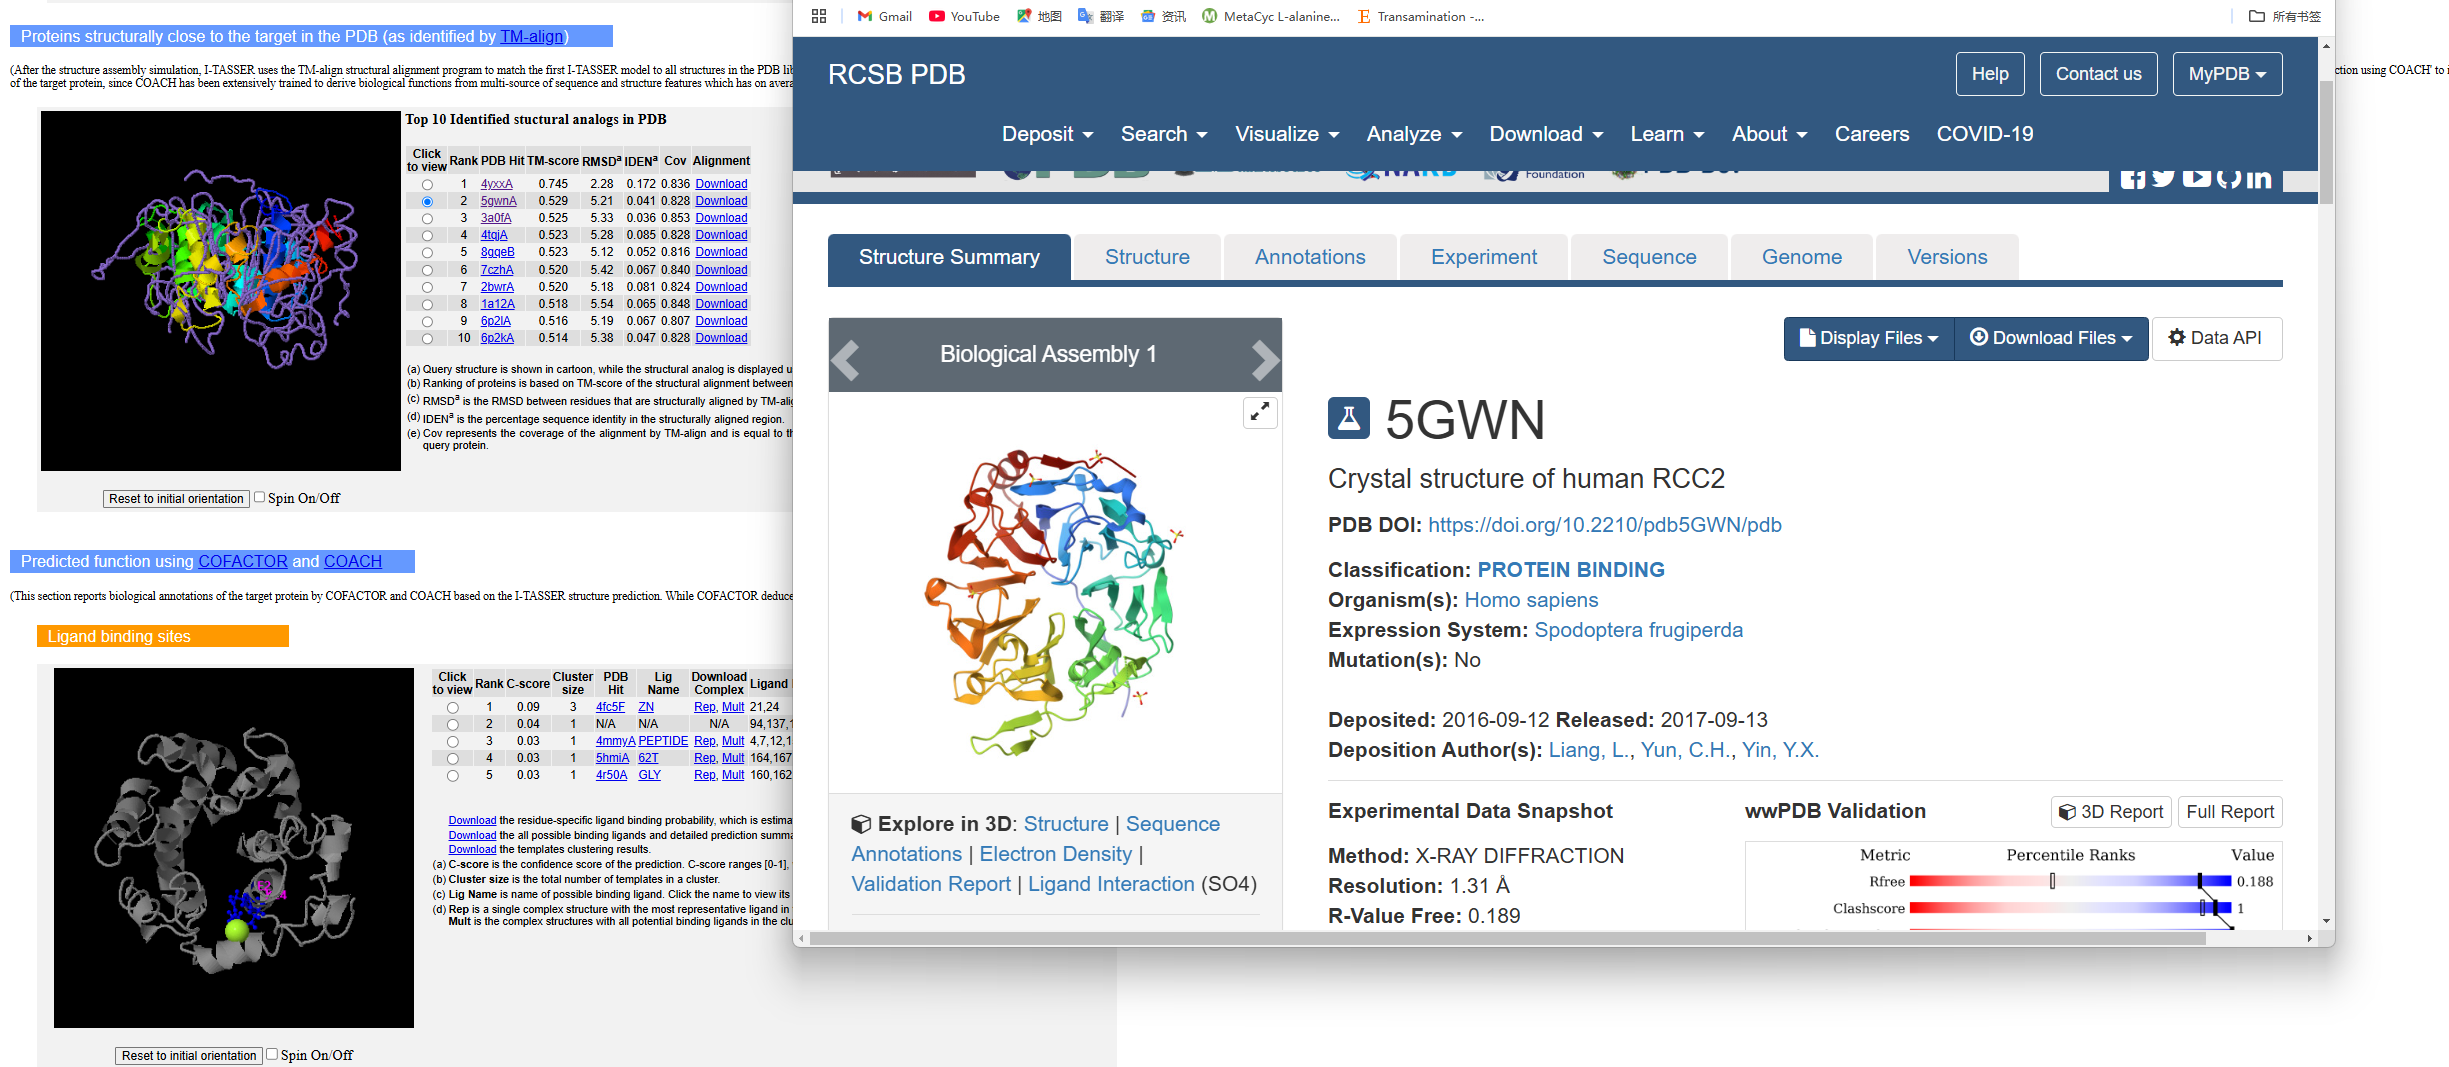 Proteins structurally close to the target in the PDB (as identified by TM-align)
(After the structure assembly simulation, I-TASSER uses the TM-align structural alignment program to match the first I-TASSER model to all structures in the PDB lib
ction using COACH' to i
of the target protein, since COACH has been extensively trained to derive biological functions from multi-source of sequence and structure features which has on avera
Top 10 Identified stuctural analogs in PDB
Click to view Rank PDB Hit TM-score RMSDa IDENa Cov Alignment
1 4yxxA 0.745 2.28 0.172 0.836 Download
2 5gwnA 0.529 5.21 0.041 0.828 Download
3 3a0fA 0.525 5.33 0.036 0.853 Download
4 4tqjA 0.523 5.28 0.085 0.828 Download
5 8gqeB 0.523 5.12 0.052 0.816 Download
6 7czhA 0.520 5.42 0.067 0.840 Download
7 2bwrA 0.520 5.18 0.081 0.824 Download
8 1a12A 0.518 5.54 0.065 0.848 Download
9 6p2lA 0.516 5.19 0.067 0.807 Download
10 6p2kA 0.514 5.38 0.047 0.828 Download
(a) Query structure is shown in cartoon, while the structural analog is displayed u
(b) Ranking of proteins is based on TM-score of the structural alignment between
(c) RMSDa is the RMSD between residues that are structurally aligned by TM-alig
(d) IDENa is the percentage sequence identity in the structurally aligned region.
(e) Cov represents the coverage of the alignment by TM-align and is equal to th
query protein.
Reset to initial orientation Spin On/Off
Predicted function using COFACTOR and COACH
(This section reports biological annotations of the target protein by COFACTOR and COACH based on the I-TASSER structure prediction. While COFACTOR deduce
Ligand binding sites
Click to view Rank C-score Cluster size PDB Hit Lig Name Download Complex Ligand
1 0.09 3 4fc5F ZN Rep, Mult 21,24
2 0.04 1 N/A N/A N/A 94,137,1
3 0.03 1 4mmyA PEPTIDE Rep, Mult 4,7,12,1
4 0.03 1 5hmiA 62T Rep, Mult 164,167
5 0.03 1 4r50A GLY Rep, Mult 160,162
Download the residue-specific ligand binding probability, which is estima
Download the all possible binding ligands and detailed prediction summa
Download the templates clustering results.
(a) C-score is the confidence score of the prediction. C-score ranges [0-1],
(b) Cluster size is the total number of templates in a cluster.
(c) Lig Name is name of possible binding ligand. Click the name to view its
(d) Rep is a single complex structure with the most representative ligand in
Mult is the complex structures with all potential binding ligands in the clu
Reset to initial orientation Spin On/Off
Gmail YouTube 地图 翻译 资讯 MetaCyc L-alanine... Transamination -... 所有书签
RCSB PDB
Help Contact us MyPDB
Deposit Search Visualize Analyze Download Learn About Careers COVID-19
Foundation
Structure Summary Structure Annotations Experiment Sequence Genome Versions
Biological Assembly 1
Display Files Download Files Data API
5GWN
Crystal structure of human RCC2
PDB DOI: https://doi.org/10.2210/pdb5GWN/pdb
Classification: PROTEIN BINDING
Organism(s): Homo sapiens
Expression System: Spodoptera frugiperda
Mutation(s): No
Deposited: 2016-09-12 Released: 2017-09-13
Deposition Author(s): Liang, L., Yun, C.H., Yin, Y.X.
Explore in 3D: Structure | Sequence
Annotations | Electron Density |
Validation Report | Ligand Interaction (SO4)
Experimental Data Snapshot
Method: X-RAY DIFFRACTION
Resolution: 1.31 Å
R-Value Free: 0.189
wwPDB Validation 3D Report Full Report
Metric Percentile Ranks Value
Rfree 0.188
Clashscore 1